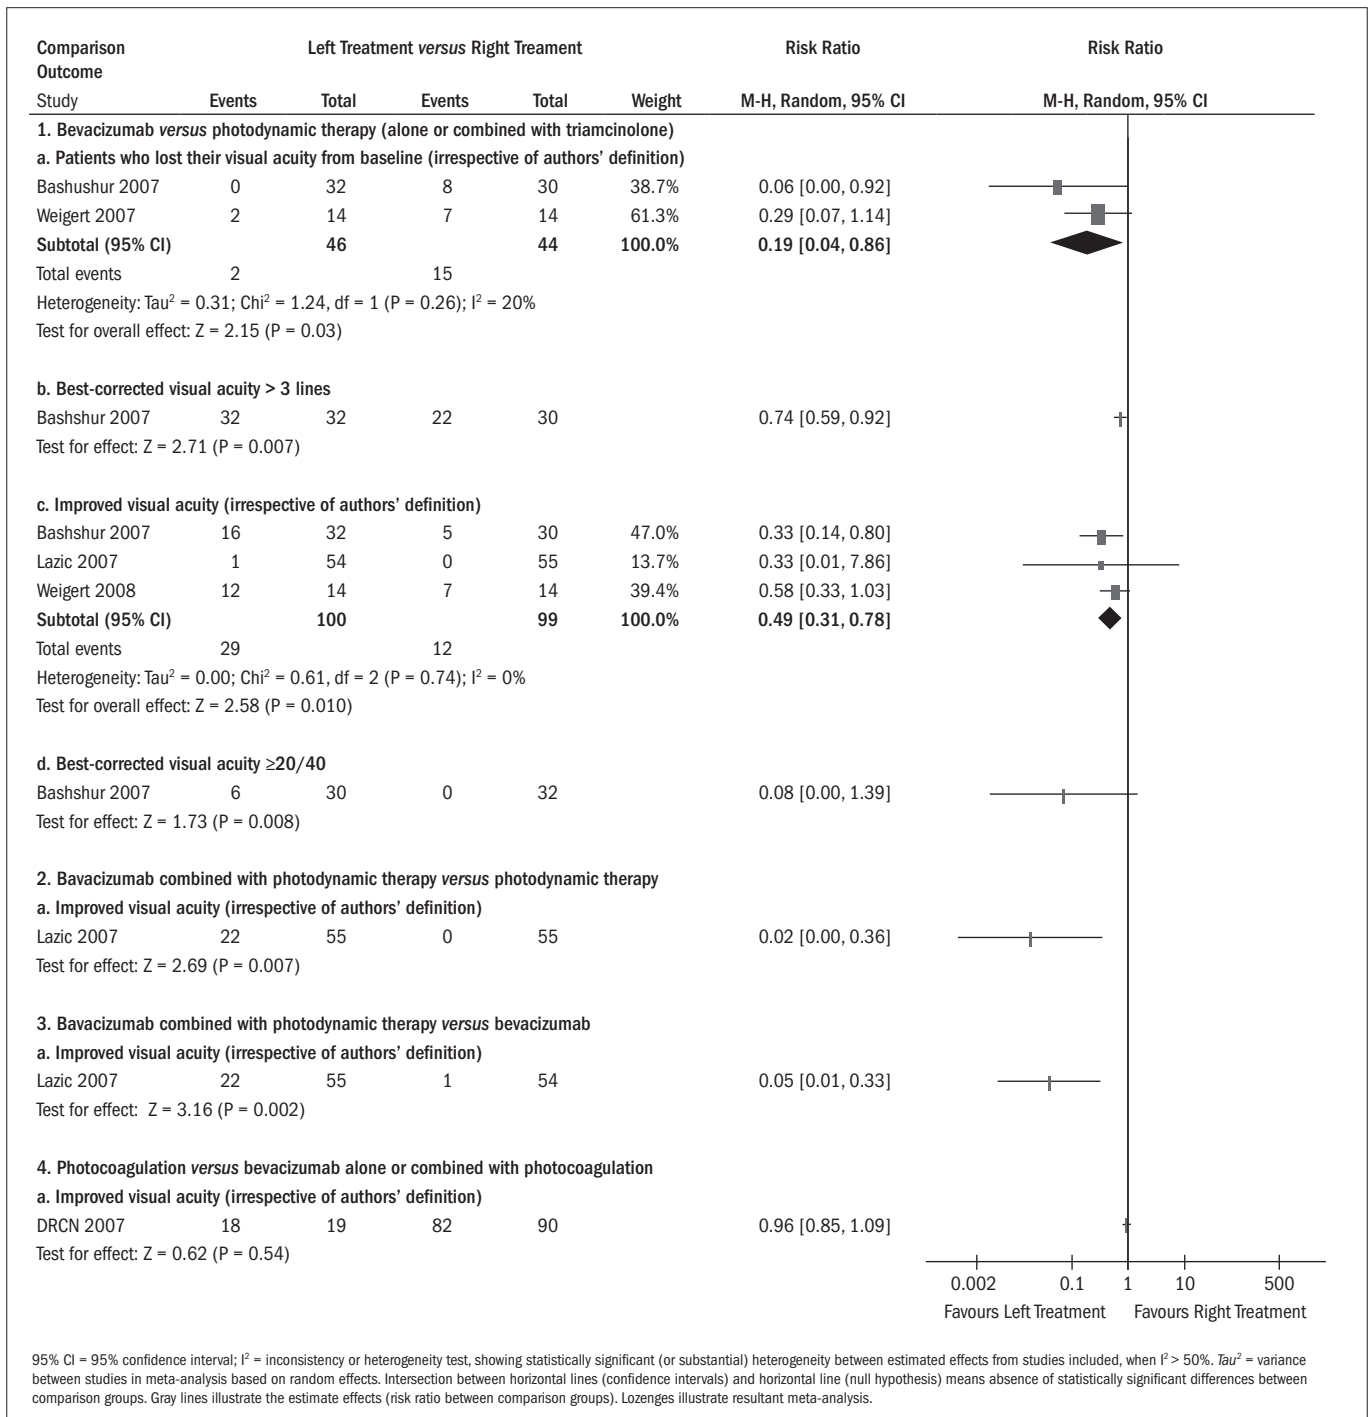 Comparison Left Treatment versus Right Treament Risk Ratio Risk Ratio
Outcome
Study Events Total Events Total Weight M-H, Random, 95% CI M-H, Random, 95% CI
1. Bevacizumab versus photodynamic therapy (alone or combined with triamcinolone)
a. Patients who lost their visual acuity from baseline (irrespective of authors’ definition)
Bashushur 2007 0 32 8 30 38.7% 0.06 [0.00, 0.92]
Weigert 2007 2 14 7 14 61.3% 0.29 [0.07, 1.14]
Subtotal (95% CI) 46 44 100.0% 0.19 [0.04, 0.86]
Total events 2 15
Heterogeneity: Tau² = 0.31; Chi² = 1.24, df = 1 (P = 0.26); I² = 20%
Test for overall effect: Z = 2.15 (P = 0.03)
b. Best-corrected visual acuity > 3 lines
Bashshur 2007 32 32 22 30 0.74 [0.59, 0.92]
Test for effect: Z = 2.71 (P = 0.007)
c. Improved visual acuity (irrespective of authors’ definition)
Bashshur 2007 16 32 5 30 47.0% 0.33 [0.14, 0.80]
Lazic 2007 1 54 0 55 13.7% 0.33 [0.01, 7.86]
Weigert 2008 12 14 7 14 39.4% 0.58 [0.33, 1.03]
Subtotal (95% CI) 100 99 100.0% 0.49 [0.31, 0.78]
Total events 29 12
Heterogeneity: Tau² = 0.00; Chi² = 0.61, df = 2 (P = 0.74); I² = 0%
Test for overall effect: Z = 2.58 (P = 0.010)
d. Best-corrected visual acuity ≥20/40
Bashshur 2007 6 30 0 32 0.08 [0.00, 1.39]
Test for effect: Z = 1.73 (P = 0.008)
2. Bavacizumab combined with photodynamic therapy versus photodynamic therapy
a. Improved visual acuity (irrespective of authors’ definition)
Lazic 2007 22 55 0 55 0.02 [0.00, 0.36]
Test for effect: Z = 2.69 (P = 0.007)
3. Bavacizumab combined with photodynamic therapy versus bevacizumab
a. Improved visual acuity (irrespective of authors’ definition)
Lazic 2007 22 55 1 54 0.05 [0.01, 0.33]
Test for effect: Z = 3.16 (P = 0.002)
4. Photocoagulation versus bevacizumab alone or combined with photocoagulation
a. Improved visual acuity (irrespective of authors’ definition)
DRCN 2007 18 19 82 90 0.96 [0.85, 1.09]
Test for effect: Z = 0.62 (P = 0.54)
0.002 0.1 1 10 500
Favours Left Treatment Favours Right Treatment
95% CI = 95% confidence interval; I² = inconsistency or heterogeneity test, showing statistically significant (or substantial) heterogeneity between estimated effects from studies included, when I² > 50%. Tau² = variance
between studies in meta-analysis based on random effects. Intersection between horizontal lines (confidence intervals) and horizontal line (null hypothesis) means absence of statistically significant differences between
comparison groups. Gray lines illustrate the estimate effects (risk ratio between comparison groups). Lozenges illustrate resultant meta-analysis.